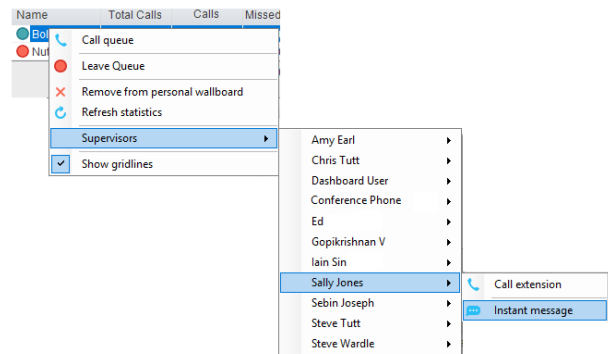 Name Total Calls Calls Missed
Call queue
Leave Queue
Remove from personal wallboard
Refresh statistics
Supervisors
Show gridlines
Amy Earl
Chris Tutt
Dashboard User
Conference Phone
Ed
Gopikrishnan V
Iain Sin
Sally Jones
Sebin Joseph
Steve Tutt
Steve Wardle
Call extension
Instant message